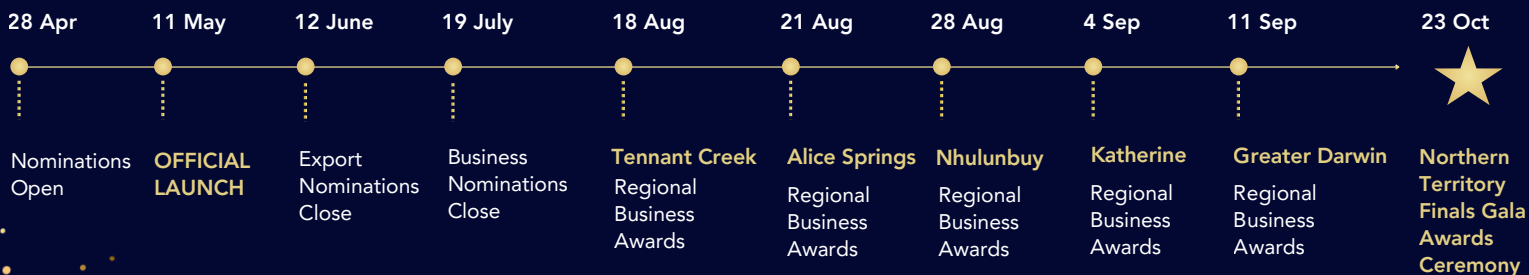 28 Apr
11 May
12 June
19 July
18 Aug
21 Aug
28 Aug
4 Sep
11 Sep
23 Oct
Nominations
Open
OFFICIAL
LAUNCH
Export
Nominations
Close
Business
Nominations
Close
Tennant Creek
Regional
Business
Awards
Alice Springs
Regional
Business
Awards
Nhulunbuy
Regional
Business
Awards
Katherine
Regional
Business
Awards
Greater Darwin
Regional
Business
Awards
Northern
Territory
Finals Gala
Awards
Ceremony